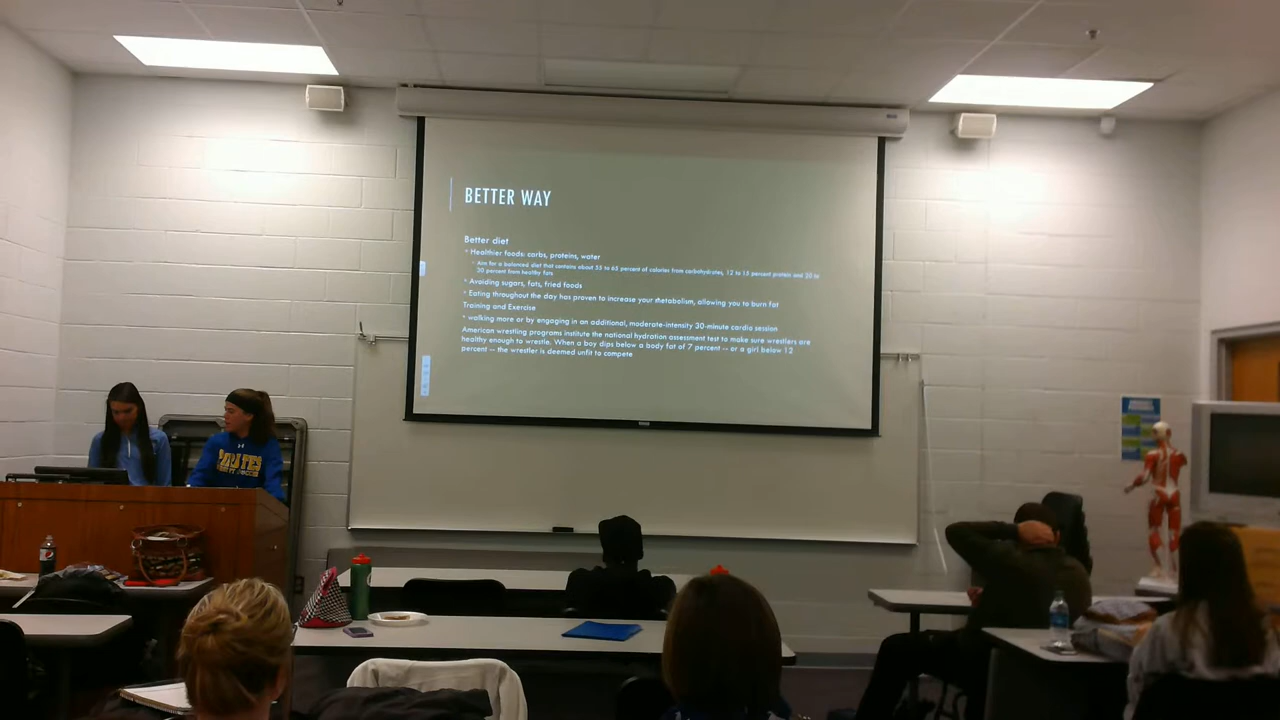 BETTER WAY
Better diet
Healthier foods: carbs, proteins, water
Aim for a balanced diet that contains about 55 to 65 percent of calories from carbohydrates, 12 to 15 percent protein and 20 to
30 percent from healthy fats
Avoiding sugars, fats, fried foods
Eating throughout the day has proven to increase your metabolism, allowing you to burn fat
Training and Exercise
walking more or by engaging in an additional, moderate-intensity 30-minute cardio session
American wrestling programs institute the national hydration assessment test to make sure wrestlers are
healthy enough to wrestle. When a boy dips below a body fat of 7 percent -- or a girl below 12
percent -- the wrestler is deemed unfit to compete
PIRATES
SOCCER